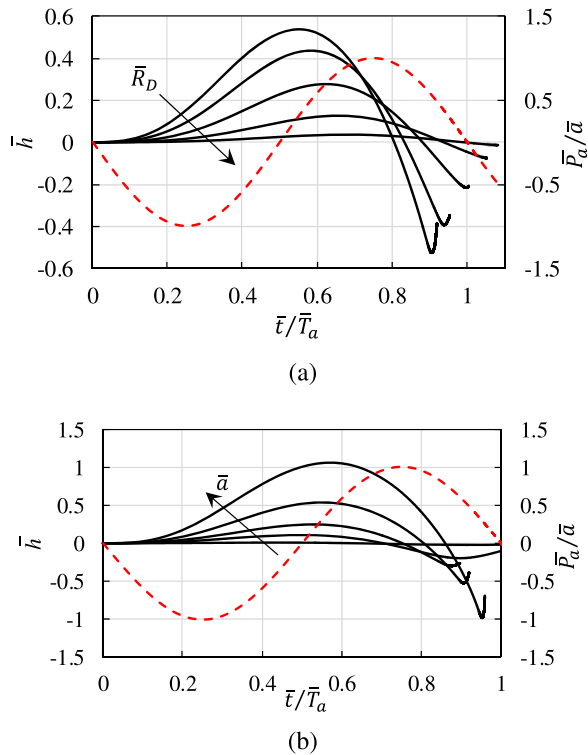 0.6 1.5
0.4 1
R̄_D
0.2 0.5
h̄ 0 0 P̄_a/ā
-0.2 -0.5
-0.4 -1
-0.6 -1.5
0 0.2 0.4 0.6 0.8 1
t̄/T̄_a
(a)
1.5 1.5
1 1
ā
0.5 0.5
h̄ 0 0 P̄_a/ā
-0.5 -0.5
-1 -1
-1.5 -1.5
0 0.2 0.4 0.6 0.8 1
t̄/T̄_a
(b)